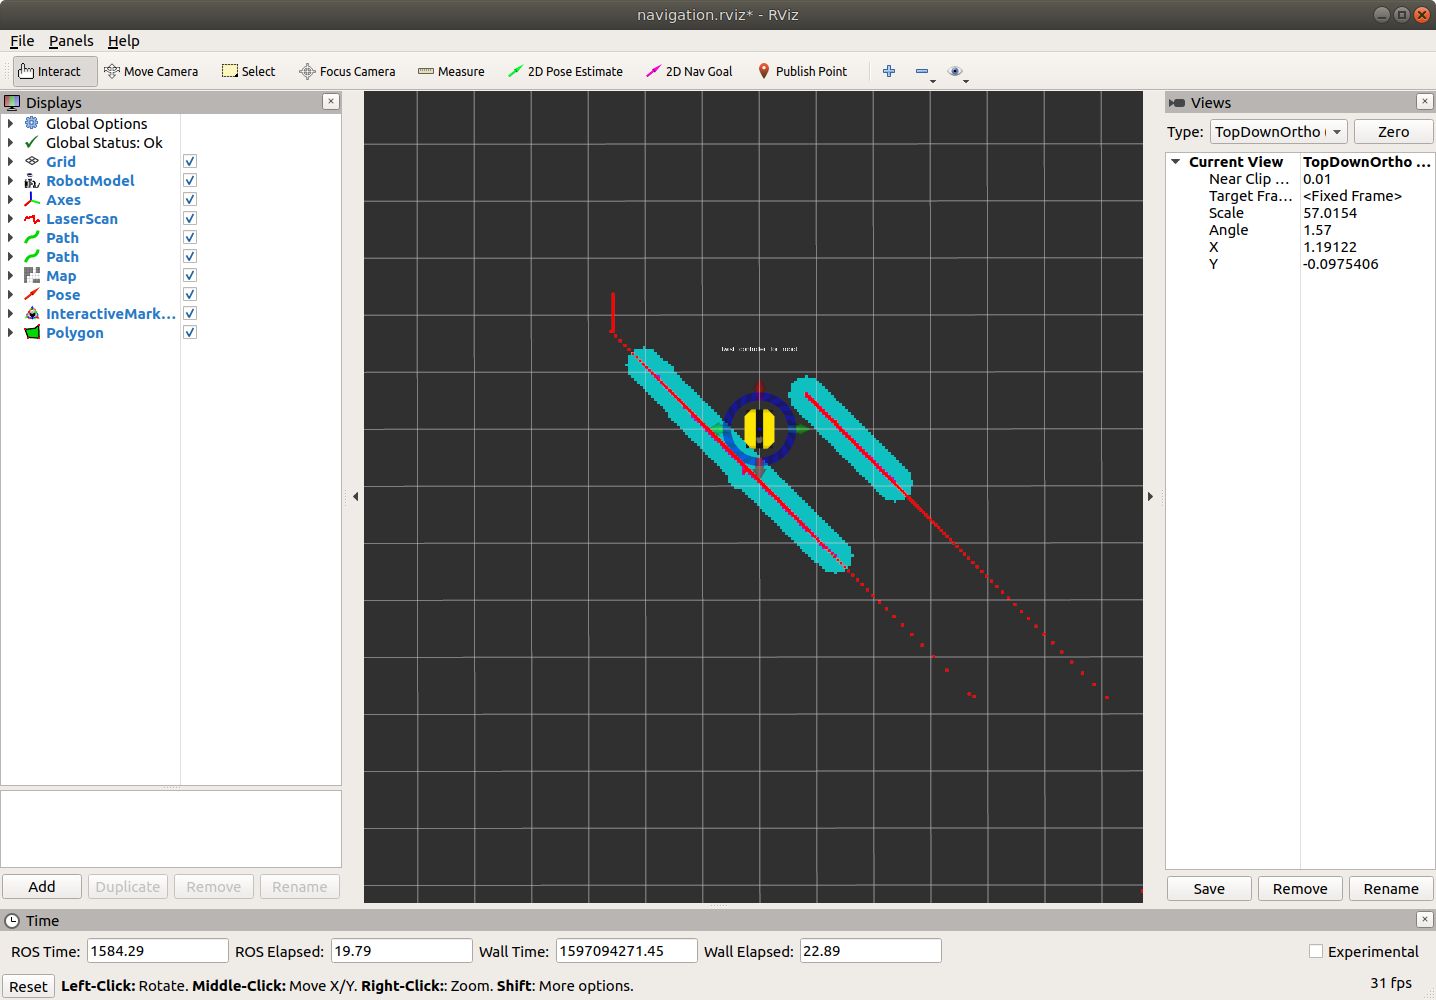 navigation.rviz* - RViz
File Panels Help
Interact Move Camera Select Focus Camera Measure 2D Pose Estimate 2D Nav Goal Publish Point
Displays
Global Options
Global Status: Ok
Grid
RobotModel
Axes
LaserScan
Path
Path
Map
Pose
InteractiveMark...
Polygon
Add Duplicate Remove Rename
twist controller for robot
Views
Type: TopDownOrtho ( Zero
Current View TopDownOrtho ...
Near Clip ... 0.01
Target Fra... <Fixed Frame>
Scale 57.0154
Angle 1.57
X 1.19122
Y -0.0975406
Save Remove Rename
Time
ROS Time: 1584.29 ROS Elapsed: 19.79 Wall Time: 1597094271.45 Wall Elapsed: 22.89 Experimental
Reset Left-Click: Rotate. Middle-Click: Move X/Y. Right-Click:: Zoom. Shift: More options. 31 fps